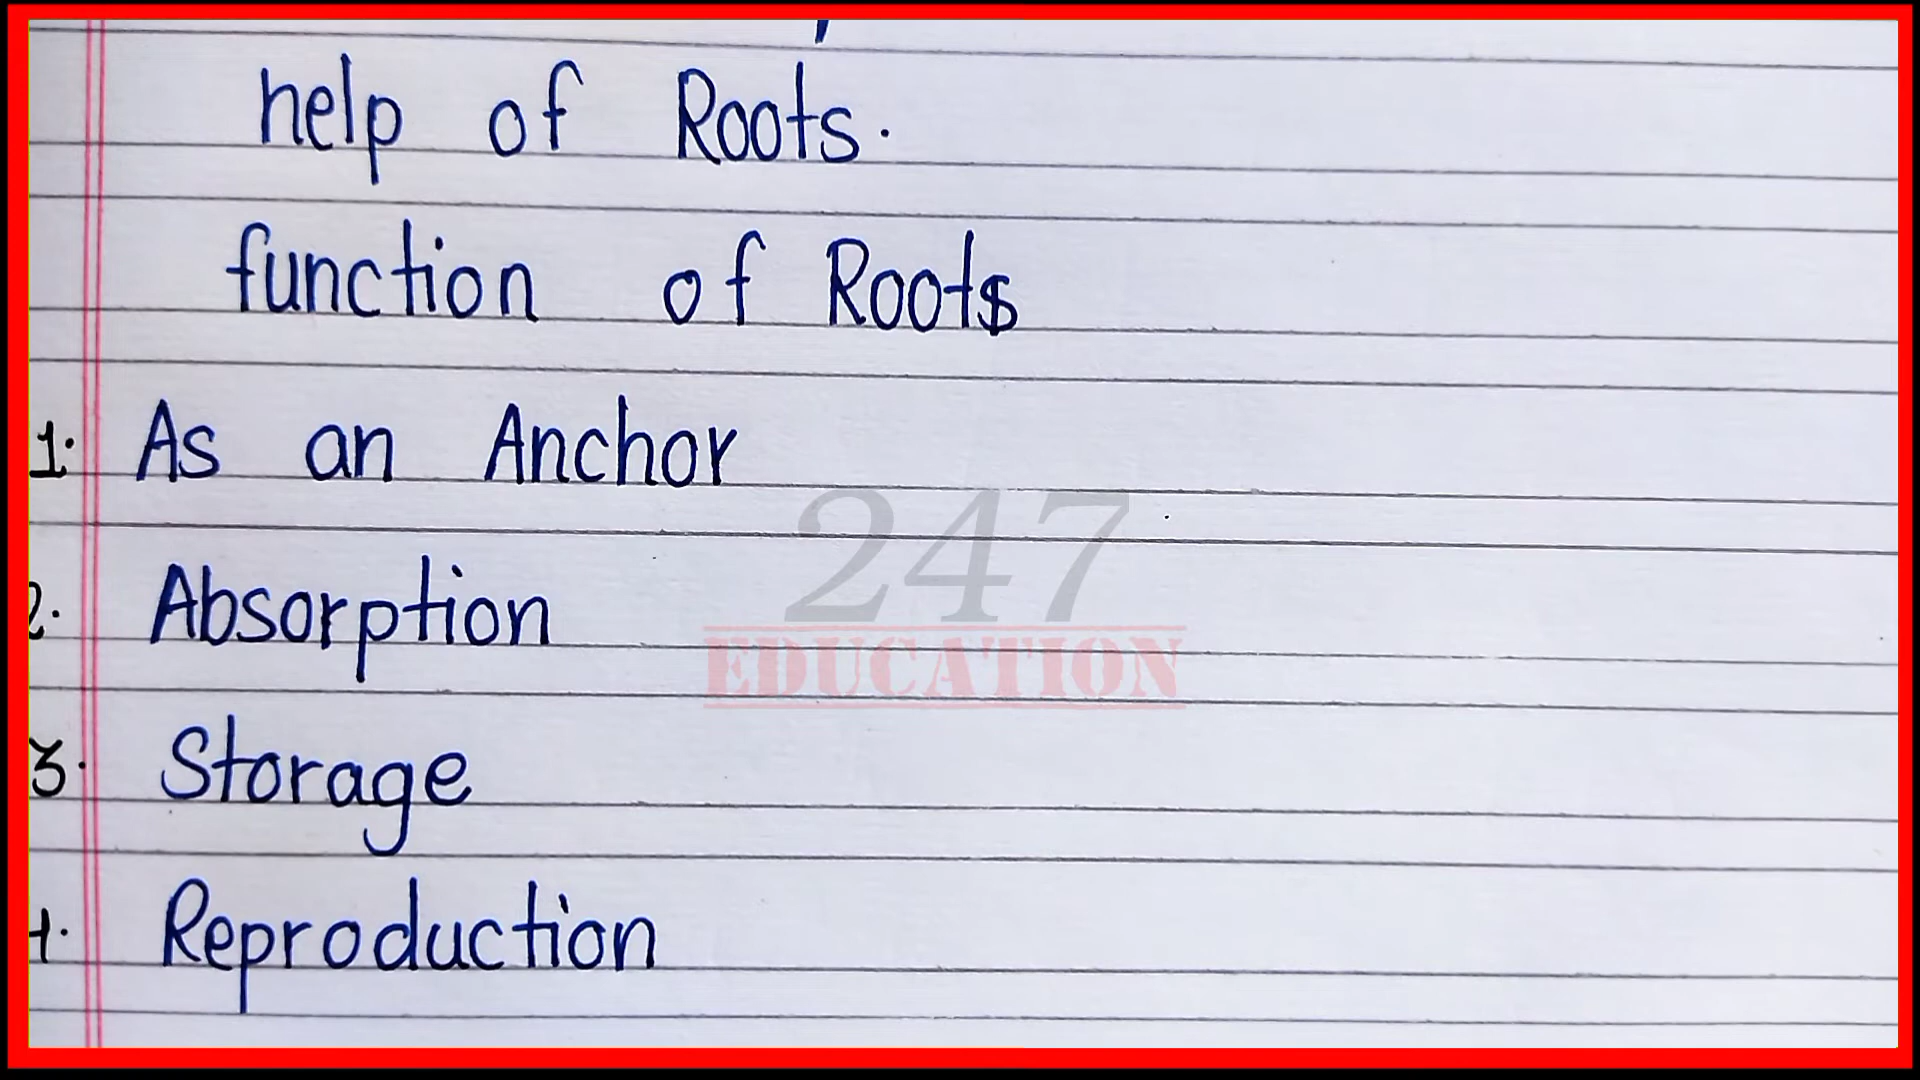 help of Roots.
function of Roots
1. As an Anchor
2. Absorption
3. Storage
4. Reproduction
247
EDUCATION